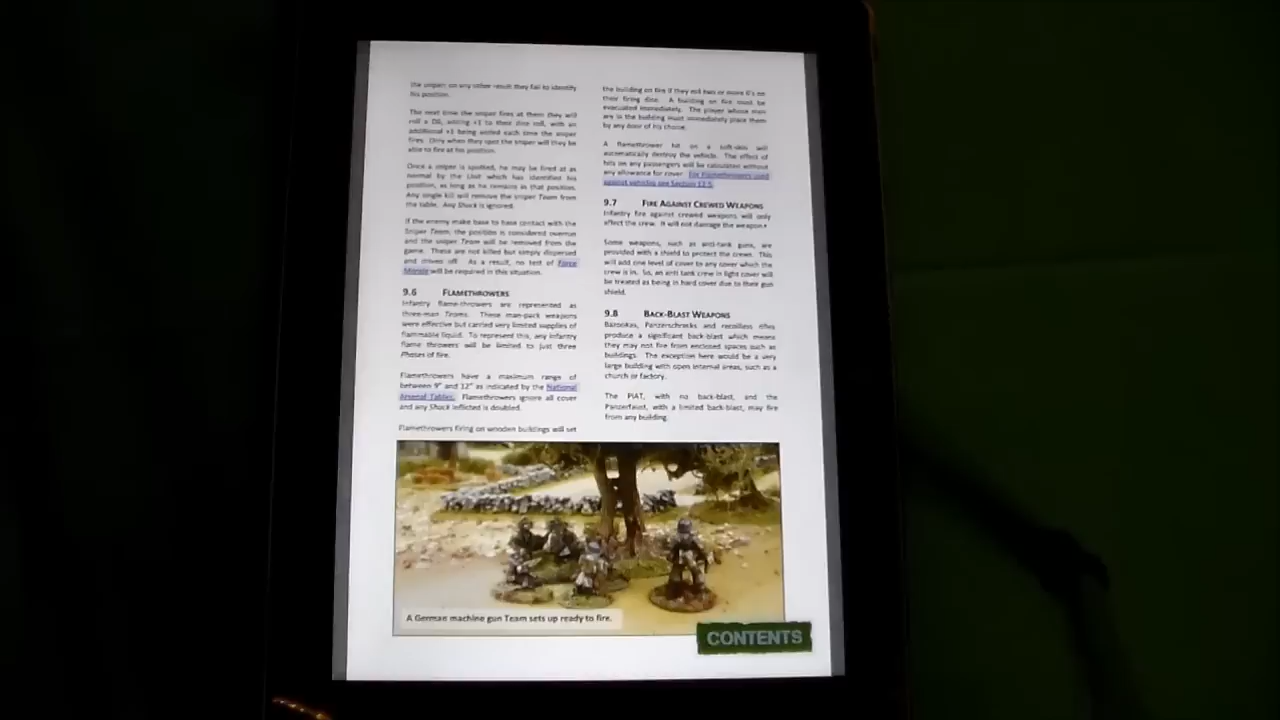 the sniper; on any other result they fail to identify
his position.
The next time the sniper fires at them they will
roll a D6, adding +1 to their dice roll, with an
additional +1 being added each time the sniper
fires. Only when they spot the sniper will they be
able to fire at his position.
Once a sniper is spotted, he may be fired at as
normal by the Unit which has identified his
position, as long as he remains at that position.
Any single kill will remove the sniper Team from
the table. Any Shock is ignored.
If the enemy make base to base contact with the
Sniper Team, the position is considered overrun
and the sniper Team will be removed from the
game. These are not killed but simply dispersed
and driven off. As a result, no test of Force
Morale will be required in this situation.
9.6 FLAMETHROWERS
Infantry flame-throwers are represented as
three-man Teams. These man-pack weapons
were effective but carried very limited supplies of
flammable liquid. To represent this, any infantry
flame throwers will be limited to just three
Phases of fire.
Flamethrowers have a maximum range of
between 9" and 12" as indicated by the National
Arsenal Tables. Flamethrowers ignore all cover
and any Shock inflicted is doubled.
Flamethrowers firing on wooden buildings will set
the building on fire if they roll two or more 6's on
their firing dice. A building on fire must be
evacuated immediately. The player whose men
are in the building must immediately place them
by any door of his choice.
A flamethrower hit on a soft-skin will
automatically destroy the vehicle. The effect of
hits on any passengers will be calculated without
any allowance for cover. For Flamethrowers used
against vehicles see Section 12.5.
9.7 FIRE AGAINST CREWED WEAPONS
Infantry fire against crewed weapons will only
affect the crew. It will not damage the weapon.
Some weapons, such as anti-tank guns, are
provided with a shield to protect the crews. This
will add one level of cover to any cover which the
crew is in. So, an anti tank crew in light cover will
be treated as being in hard cover due to their gun
shield.
9.8 BACK-BLAST WEAPONS
Bazookas, Panzerschrecks and recoilless rifles
produce a significant back-blast which means
they may not fire from enclosed spaces such as
buildings. The exception here would be a very
large building with open internal areas, such as a
church or factory.
The PIAT, with no back-blast, and the
Panzerfaust, with a limited back-blast, may fire
from any building.
A German machine gun Team sets up ready to fire.
CONTENTS